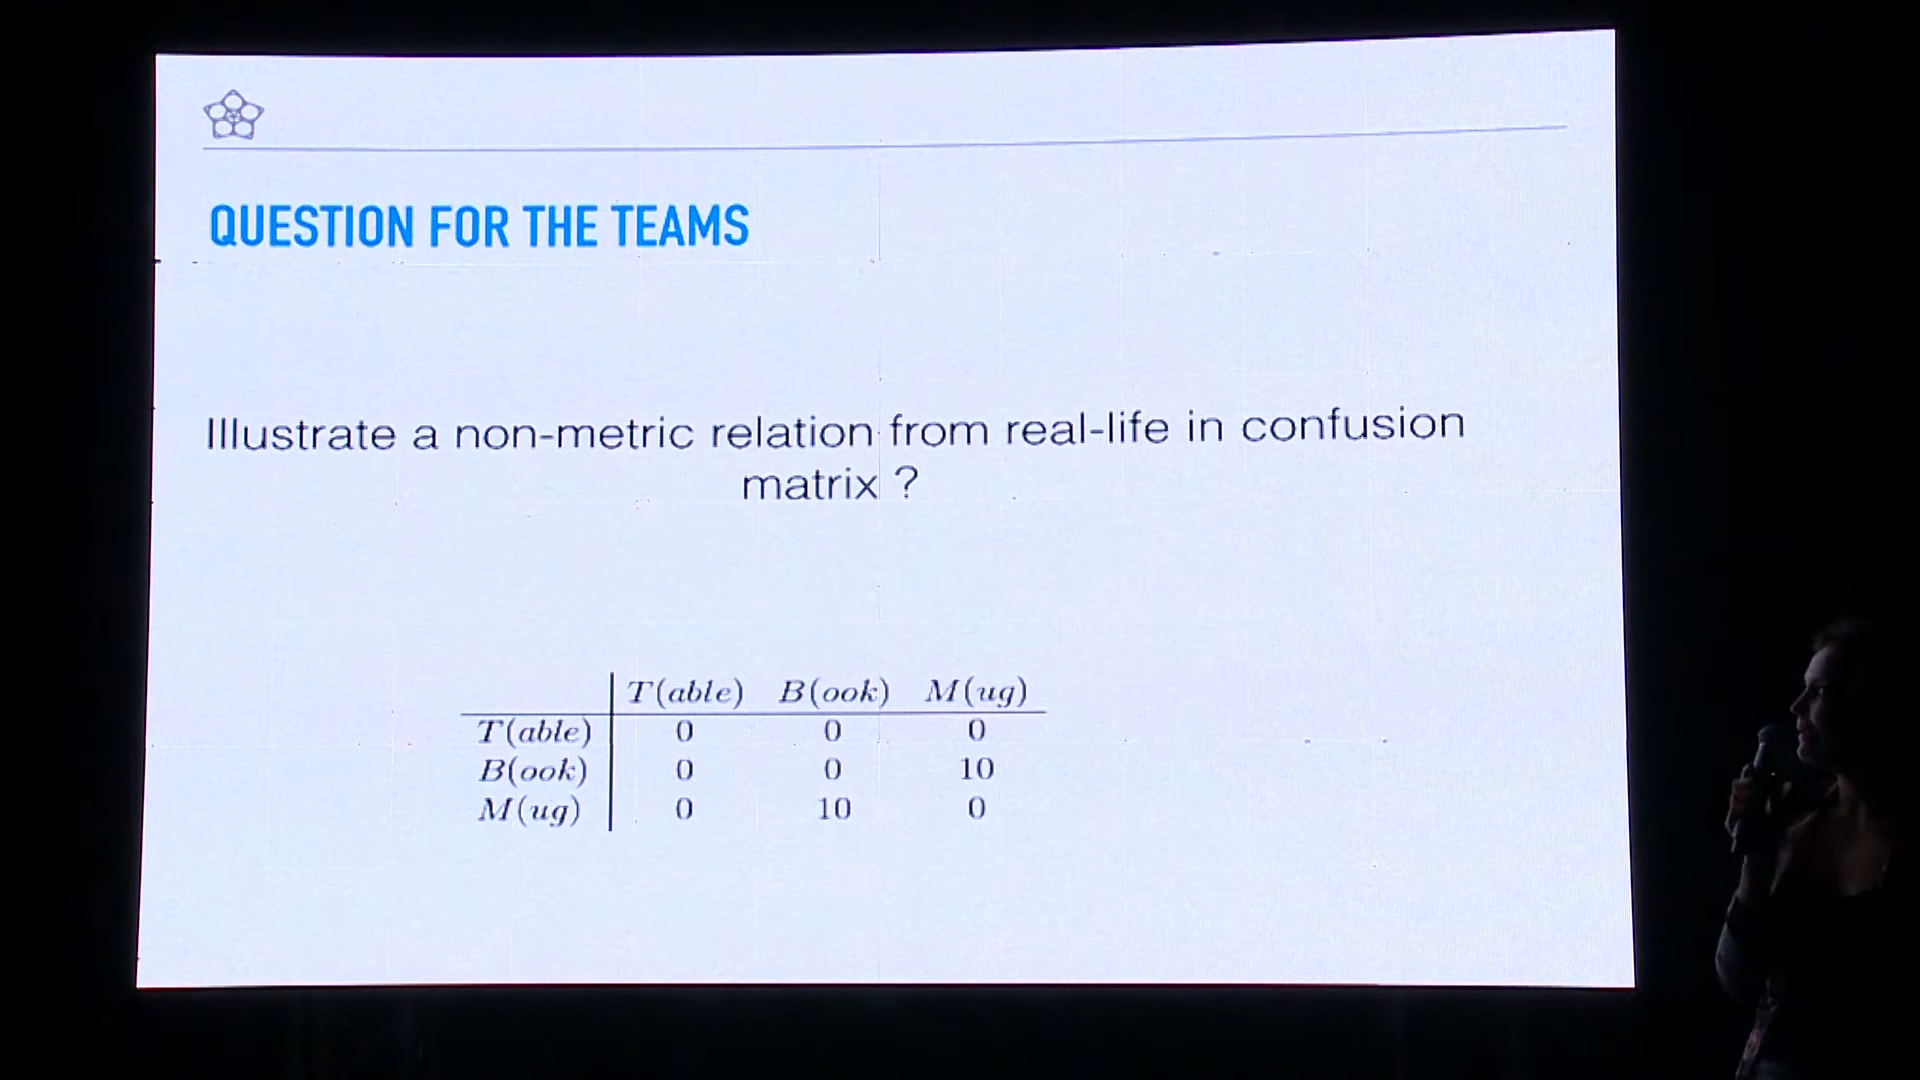 QUESTION FOR THE TEAMS
Illustrate a non-metric relation from real-life in confusion
matrix ?
T(able) B(ook) M(ug)
T(able) 0 0 0
B(ook) 0 0 10
M(ug) 0 10 0